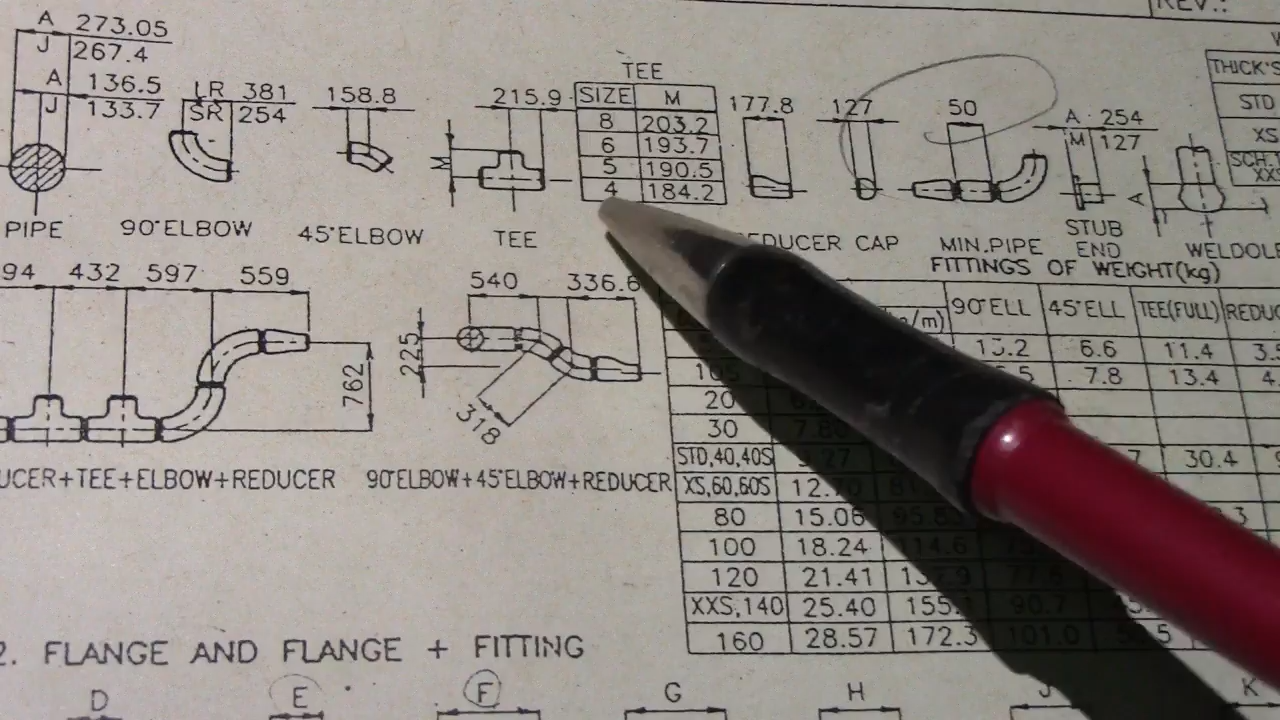 REV.:
A 273.05
J 267.4
A 136.5
J 133.7
LR 381
SR 254
158.8
215.9
M
TEE
SIZE M
8 203.2
6 193.7
5 190.5
4 184.2
177.8
127
50
A 254
M 127
A
THICK'S
STD
XS
PIPE
90°ELBOW
45°ELBOW
TEE
CAP
MIN.PIPE
STUB END
94 432 597 559
762
540 336.6
225
318
FITTINGS OF WEIGHT(kg)
90°ELL 45°ELL TEE(FULL)
6.6 11.4
7.8 13.4
20
30
STD,40,40S 30.4
XS,60,60S
80 15.06
100 18.24 114.6
120 21.41
XXS,140 25.40 90.7
160 28.57 172.3 101.0
+TEE+ELBOW+REDUCER
90°ELBOW+45°ELBOW+REDUCER
2. FLANGE AND FLANGE + FITTING
D E F G H J K